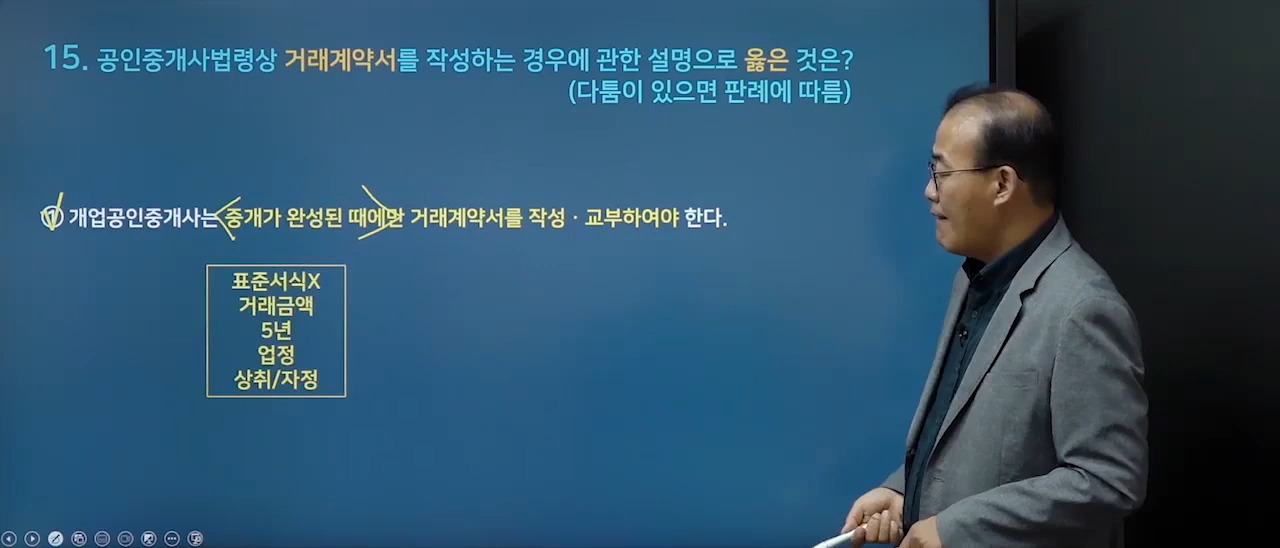 15. 공인중개사법령상 거래계약서를 작성하는 경우에 관한 설명으로 옳은 것은?
(다툼이 있으면 판례에 따름)
① 개업공인중개사는 중개가 완성된 때에만 거래계약서를 작성·교부하여야 한다.
표준서식X
거래금액
5년
업정
상취/자정